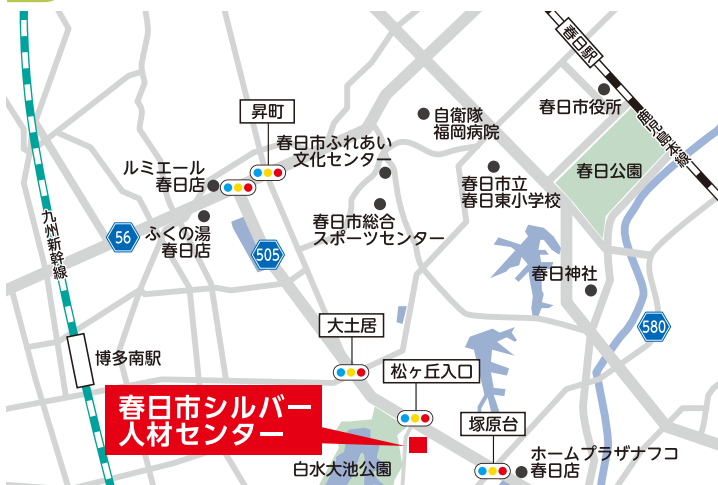 春日駅
鹿児島本線
春日市役所
昇町
自衛隊
福岡病院
春日市ふれあい
文化センター
ルミエール
春日店
春日公園
春日市立
春日東小学校
九州新幹線
56
ふくの湯
春日店
春日市総合
スポーツセンター
505
春日神社
大土居
580
博多南駅
松ヶ丘入口
春日市シルバー
人材センター
塚原台
白水大池公園
ホームプラザナフコ
春日店